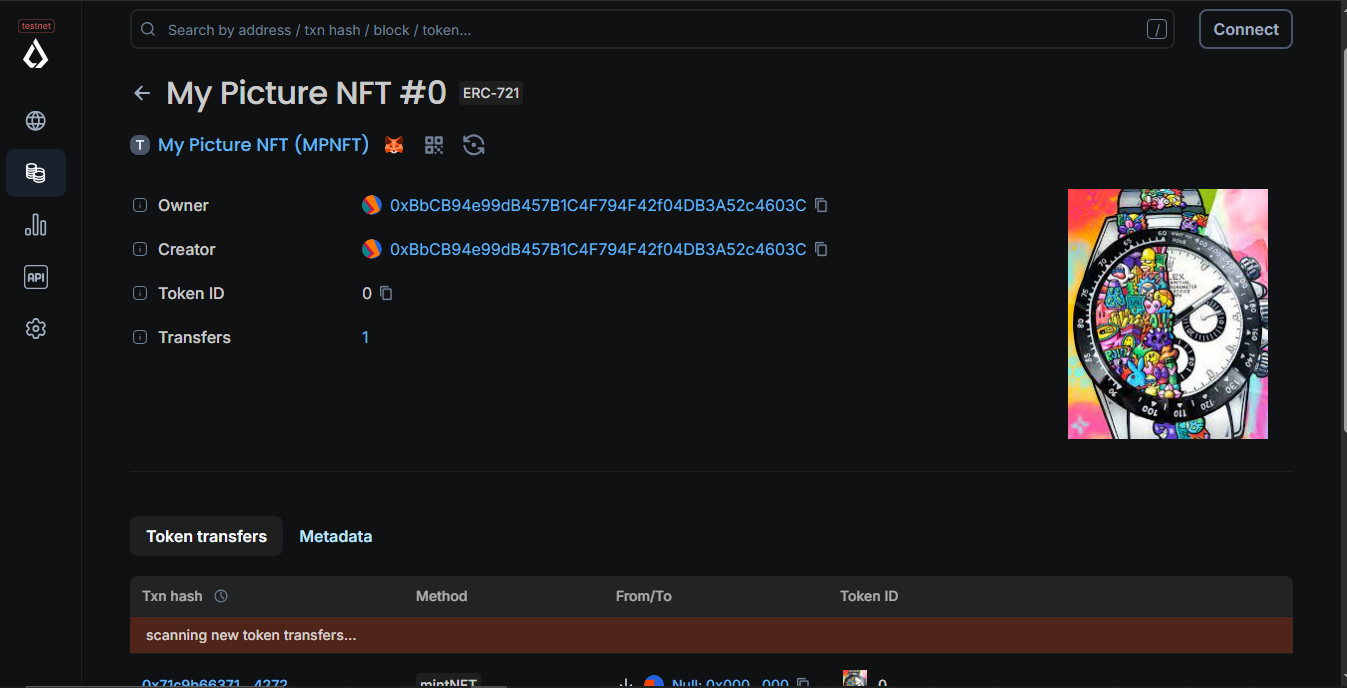 testnet
Search by address / txn hash / block / token...
/
Connect
My Picture NFT #0 ERC-721
T My Picture NFT (MPNFT)
Owner 0xBbCB94e99dB457B1C4F794F42f04DB3A52c4603C
Creator 0xBbCB94e99dB457B1C4F794F42f04DB3A52c4603C
API
Token ID 0
Transfers 1
Token transfers Metadata
Txn hash Method From/To Token ID
scanning new token transfers...
0x71c9b66371...4272 mintNFT Null: 0x000...000 0